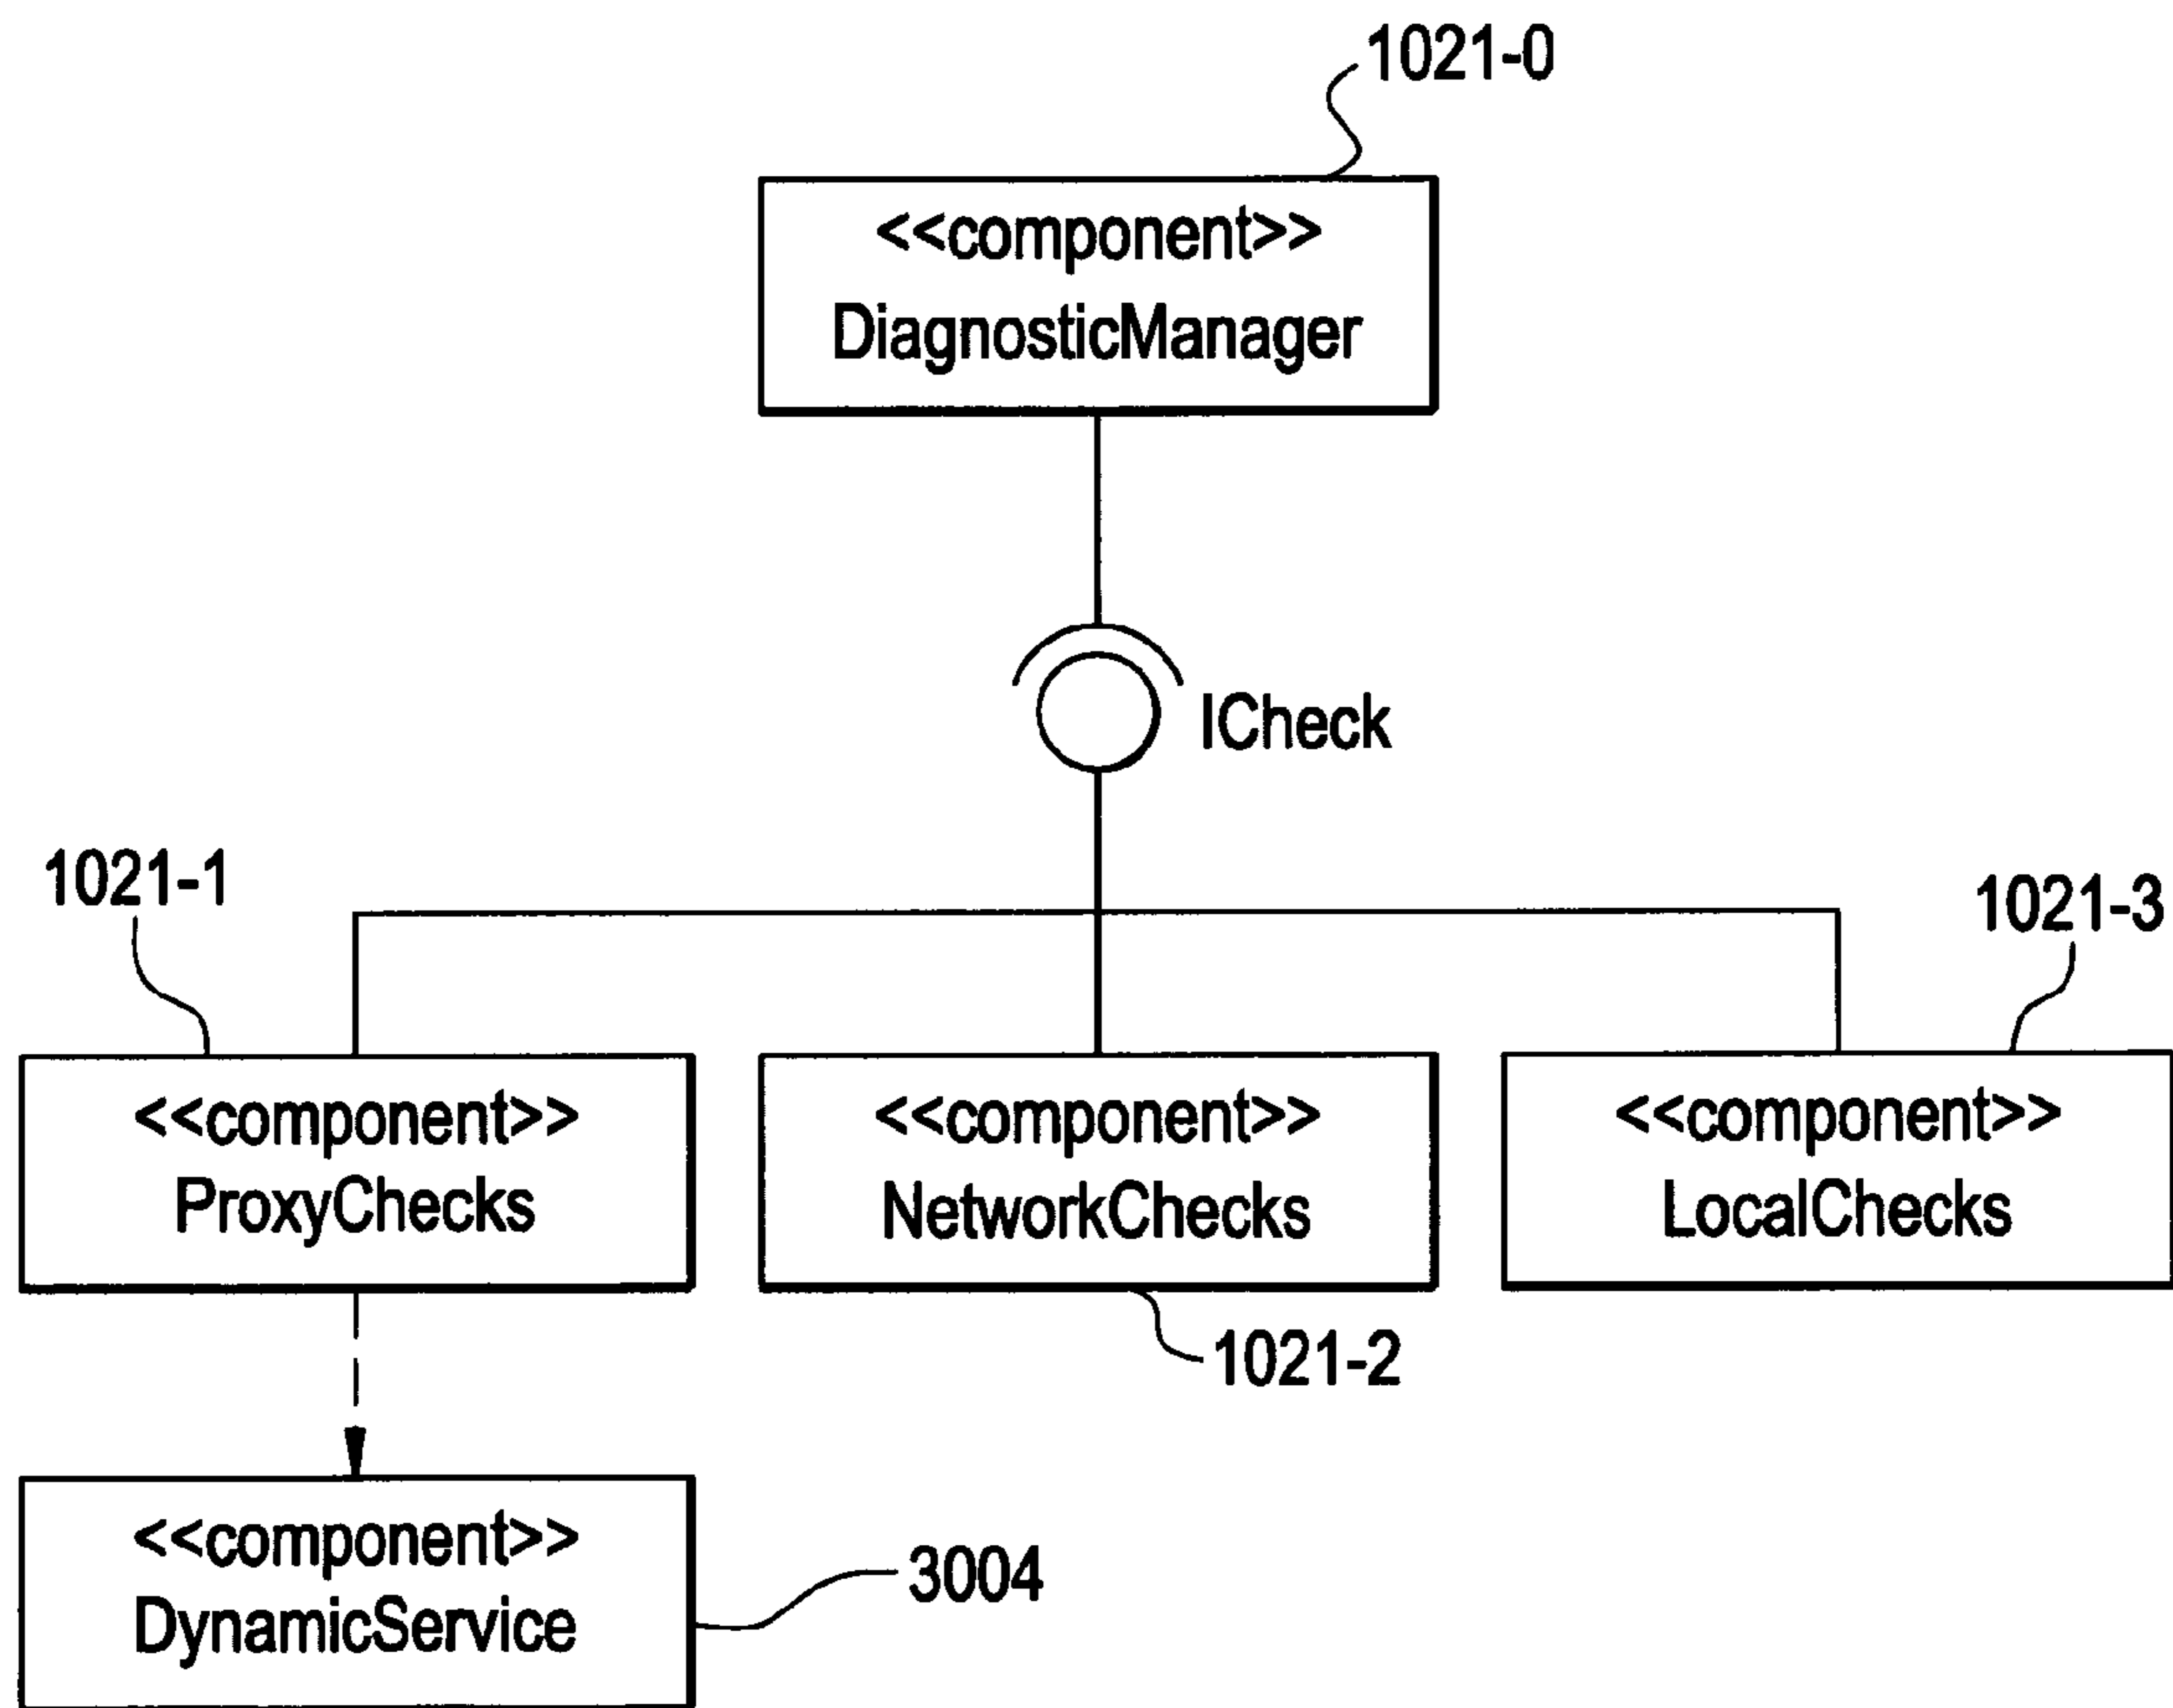 1021-0
<<component>>
DiagnosticManager
ICheck
1021-1
1021-3
<<component>>
ProxyChecks
<<component>>
NetworkChecks
<<component>>
LocalChecks
1021-2
<<component>>
DynamicService
3004